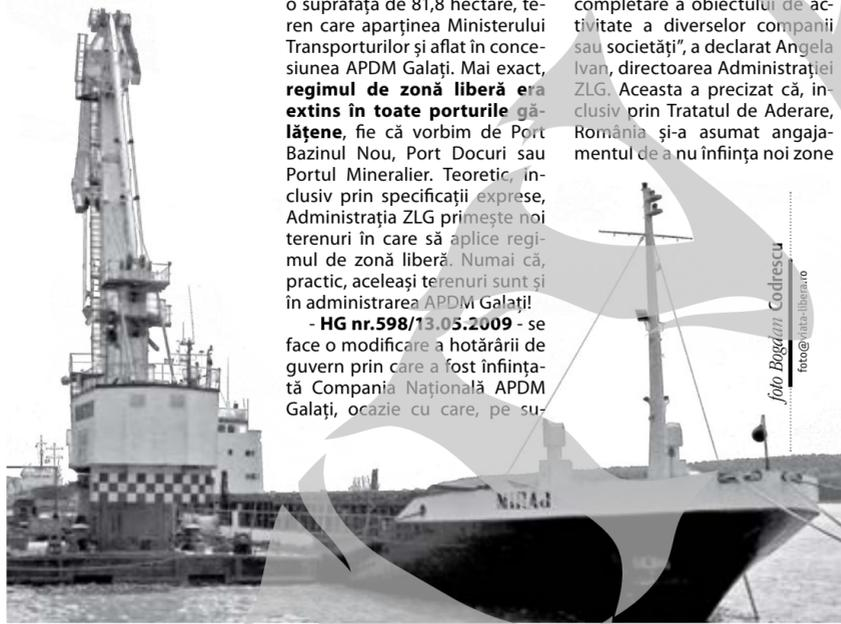 o suprafață de 81,8 hectare, te-
ren care aparținea Ministerului
Transporturilor și aflat în conce-
siunea APDM Galați. Mai exact,
regimul de zonă liberă era
extins în toate porturile gă-
lățene, fie că vorbim de Port
Bazinul Nou, Port Docuri sau
Portul Mineralier. Teoretic, in-
clusiv prin specificații exprese,
Administrația ZLG primește noi
terenuri în care să aplice regi-
mul de zonă liberă. Numai că,
practic, aceleași terenuri sunt și
în administrarea APDM Galați!
- HG nr.598/13.05.2009 - se
face o modificare a hotărârii de
guvern prin care a fost înființa-
tă Compania Națională APDM
Galați, ocazie cu care, pe su-
completare a obiectului de ac-
tivitate a diverselor companii
sau societăți”, a declarat Angela
Ivan, directoarea Administrației
ZLG. Aceasta a precizat că, in-
clusiv prin Tratatul de Aderare,
România și-a asumat angaja-
mentul de a nu înființa noi zone
foto Bogdan Codrescu
foto@viata-libera.ro